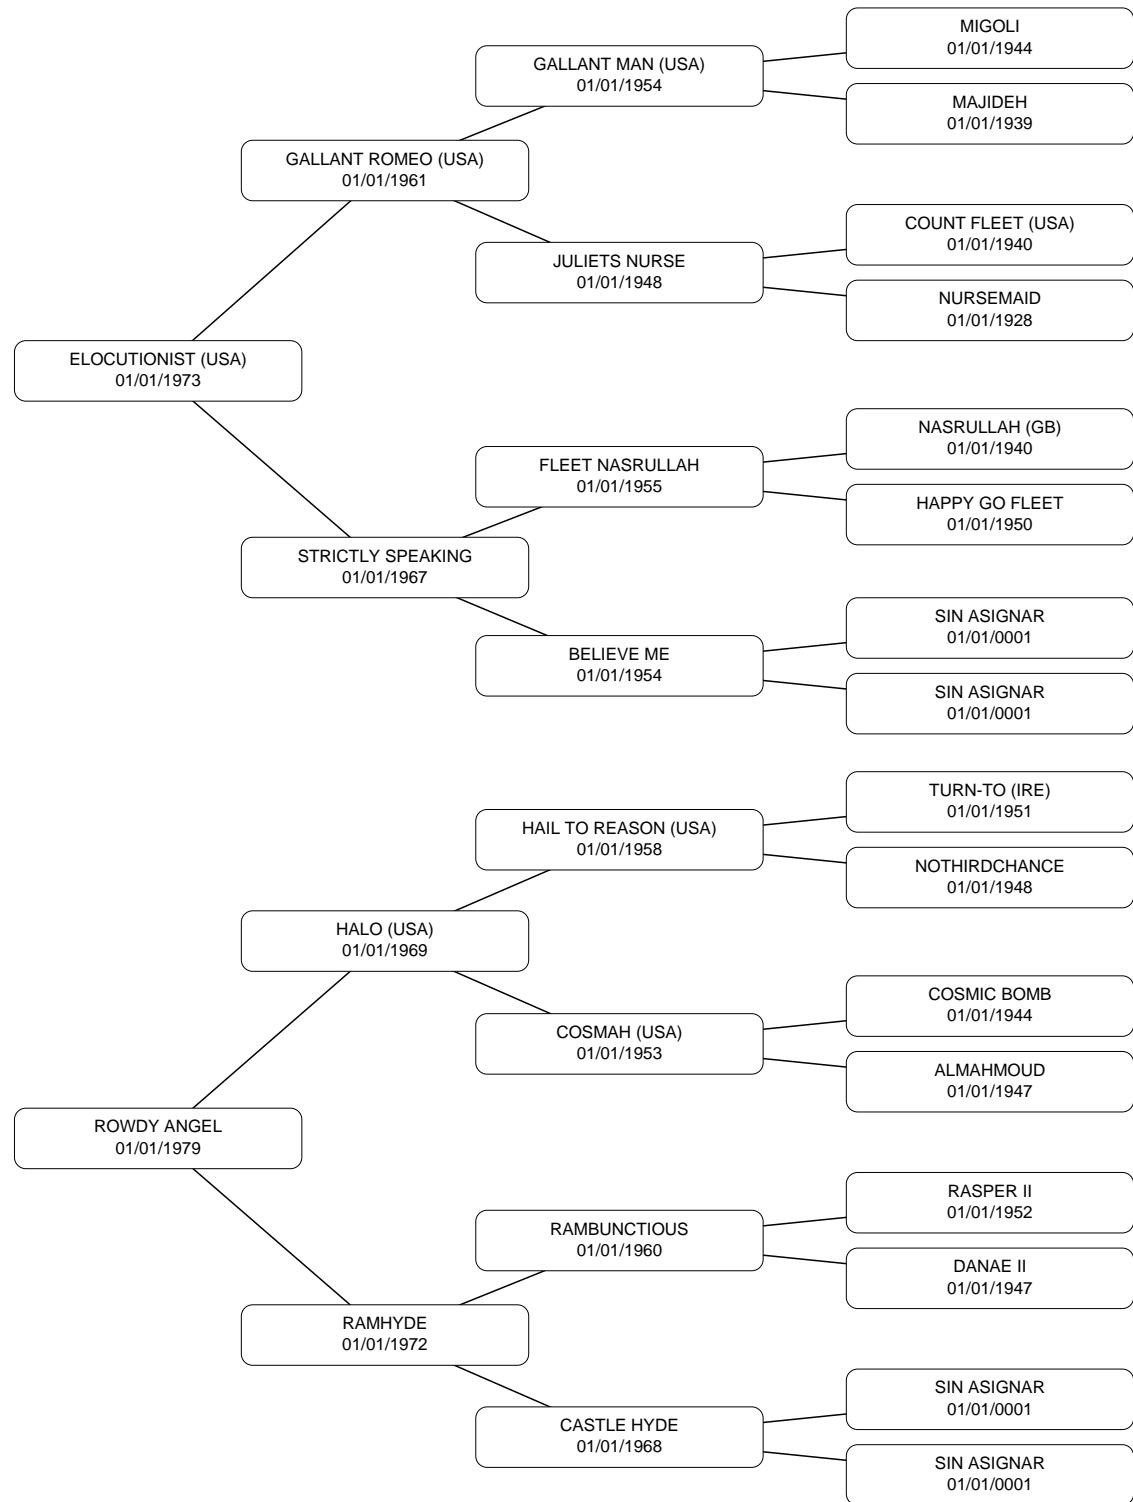 MIGOLI
01/01/1944
GALLANT MAN (USA)
01/01/1954
MAJIDEH
01/01/1939
GALLANT ROMEO (USA)
01/01/1961
COUNT FLEET (USA)
01/01/1940
JULIETS NURSE
01/01/1948
NURSEMAID
01/01/1928
ELOCUTIONIST (USA)
01/01/1973
NASRULLAH (GB)
01/01/1940
FLEET NASRULLAH
01/01/1955
HAPPY GO FLEET
01/01/1950
STRICTLY SPEAKING
01/01/1967
SIN ASIGNAR
01/01/0001
BELIEVE ME
01/01/1954
SIN ASIGNAR
01/01/0001
TURN-TO (IRE)
01/01/1951
HAIL TO REASON (USA)
01/01/1958
NOTHIRDCHANCE
01/01/1948
HALO (USA)
01/01/1969
COSMIC BOMB
01/01/1944
COSMAH (USA)
01/01/1953
ALMAHMOUD
01/01/1947
ROWDY ANGEL
01/01/1979
RASPER II
01/01/1952
RAMBUNCTIOUS
01/01/1960
DANAE II
01/01/1947
RAMHYDE
01/01/1972
SIN ASIGNAR
01/01/0001
CASTLE HYDE
01/01/1968
SIN ASIGNAR
01/01/0001